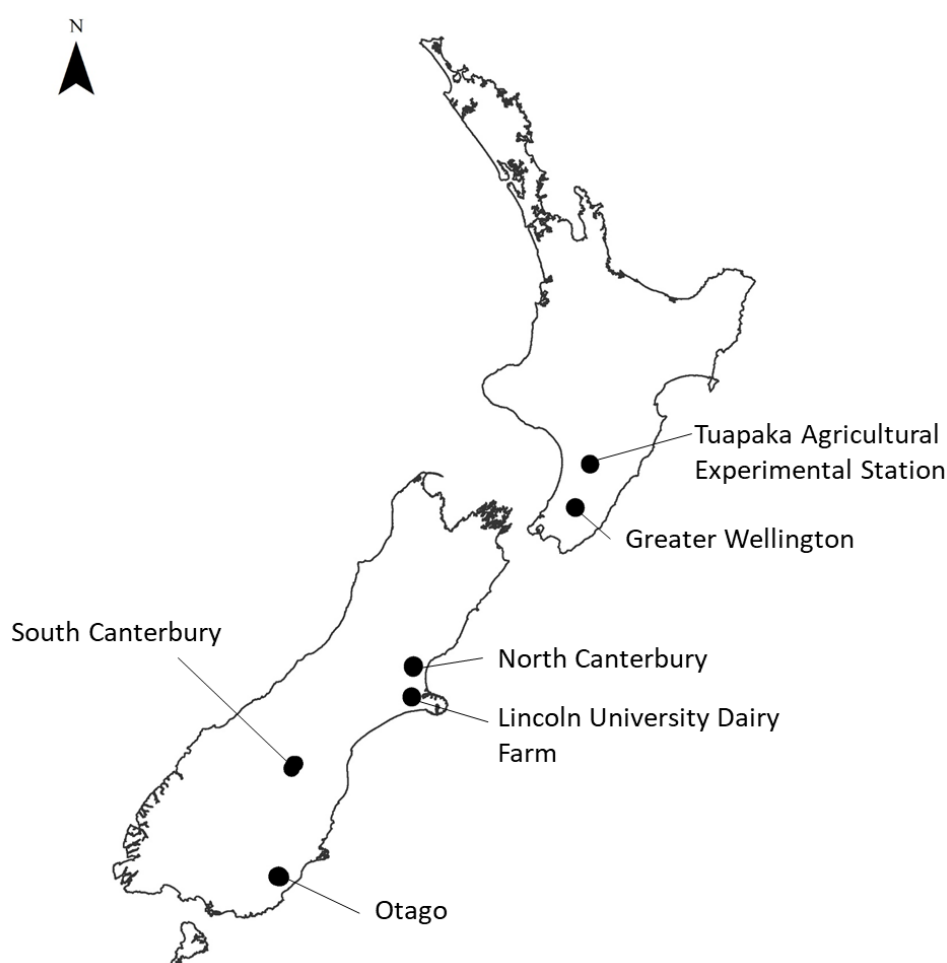 N
Tuapaka Agricultural
Experimental Station
Greater Wellington
South Canterbury
North Canterbury
Lincoln University Dairy
Farm
Otago